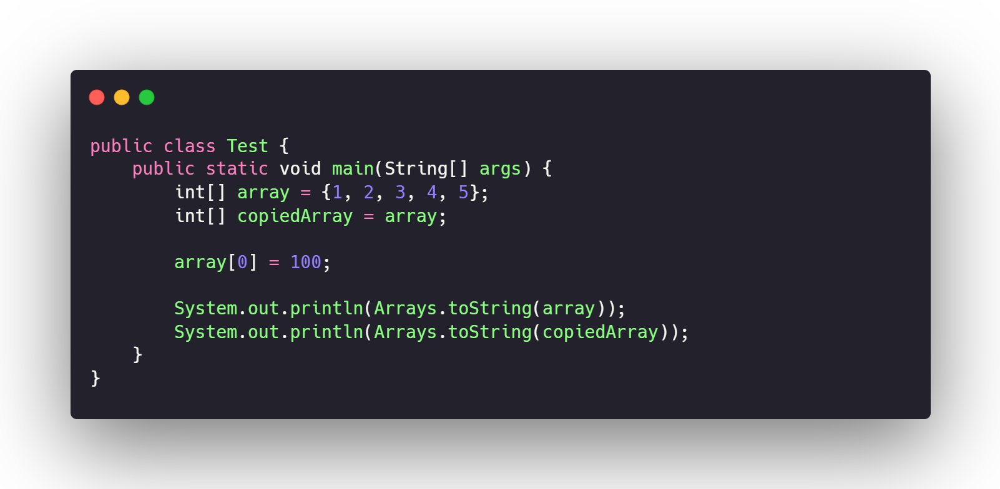 public class Test {
    public static void main(String[] args) {
        int[] array = {1, 2, 3, 4, 5};
        int[] copiedArray = array;

        array[0] = 100;

        System.out.println(Arrays.toString(array));
        System.out.println(Arrays.toString(copiedArray));
    }
}